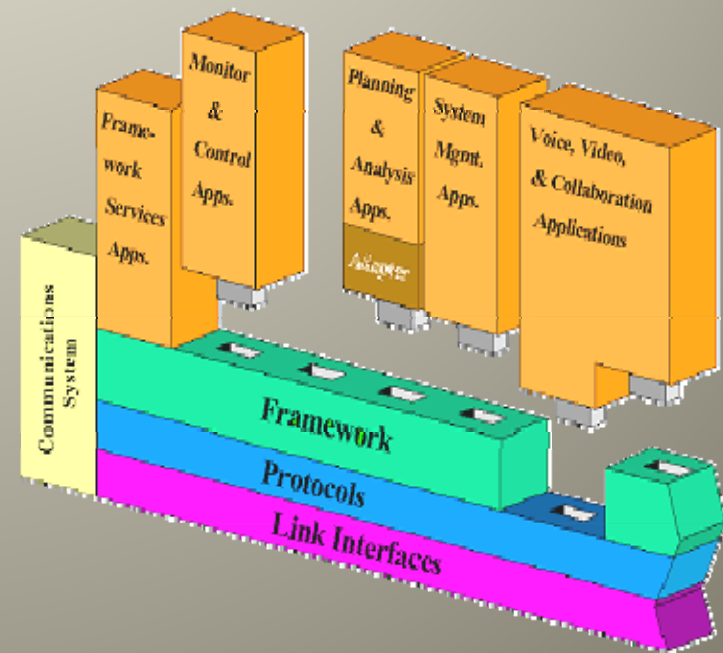 Monitor
&
Control
Apps.
Frame-
work
Services
Apps.
Planning
&
Analysis
Apps.
Adapter
System
Mgmt.
Apps.
Voice, Video,
& Collaboration
Applications
Communications
System
Framework
Protocols
Link Interfaces